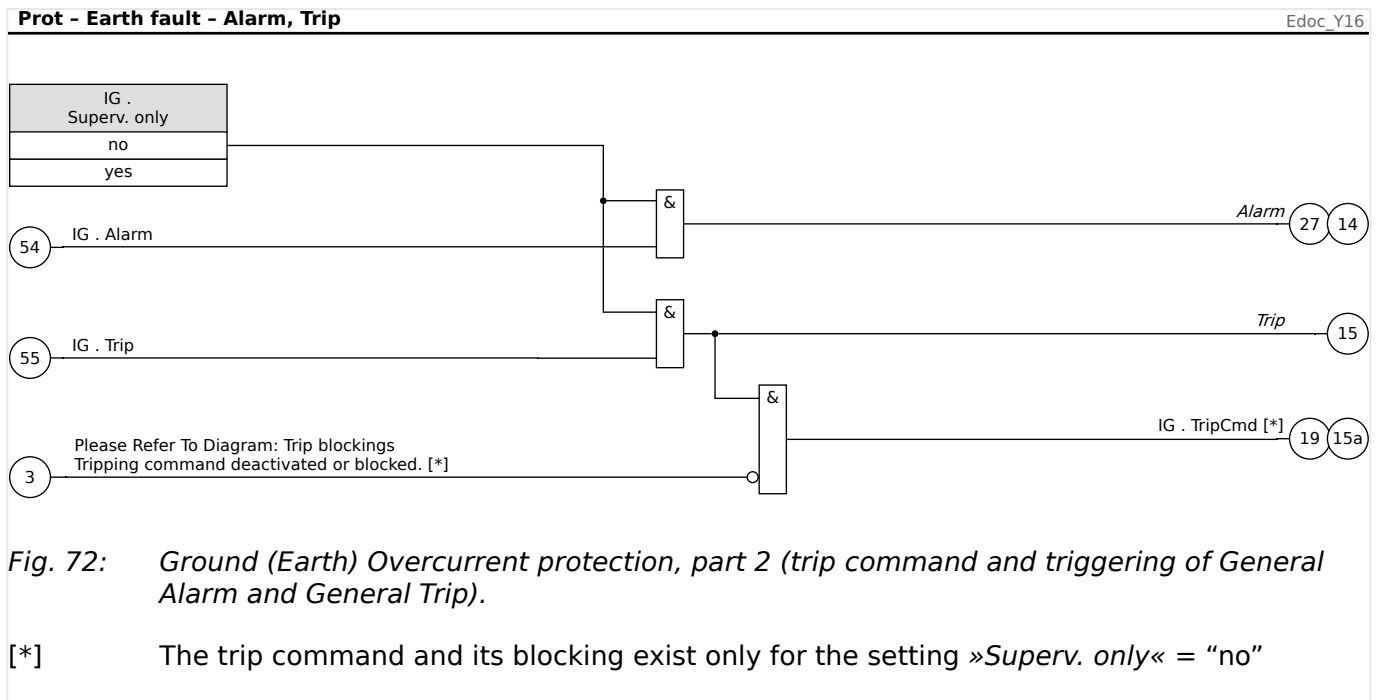 Prot – Earth fault – Alarm, Trip
Edoc_Y16
IG .
Superv. only
no
yes
&
Alarm
27
14
54
IG . Alarm
&
Trip
15
55
IG . Trip
&
IG . TripCmd [*]
19
15a
Please Refer To Diagram: Trip blockings
Tripping command deactivated or blocked. [*]
3
Fig. 72: Ground (Earth) Overcurrent protection, part 2 (trip command and triggering of General
Alarm and General Trip).
[*] The trip command and its blocking exist only for the setting »Superv. only« = “no”